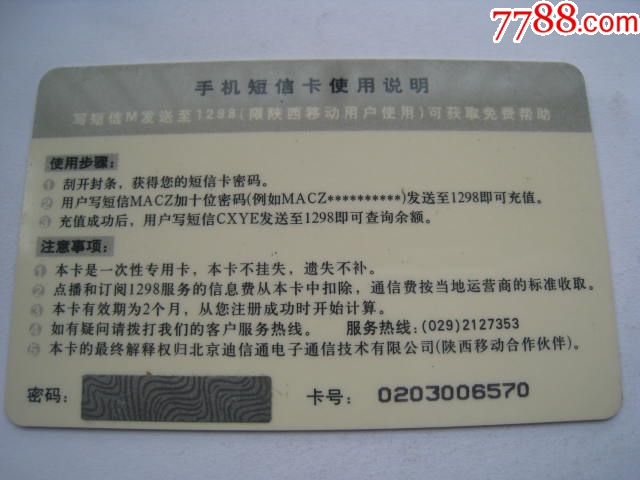 7788.com
手机短信卡使用说明
写短信M发送至1298(限陕西移动用户使用)可获取免费帮助
使用步骤:
1 刮开封条，获得您的短信卡密码。
2 用户写短信MACZ加十位密码(例如MACZ**********)发送至1298即可充值。
3 充值成功后，用户写短信CXYE发送至1298即可查询余额。
注意事项:
1 本卡是一次性专用卡，本卡不挂失，遗失不补。
2 点播和订阅1298服务的信息费从本卡中扣除，通信费按当地运营商的标准收取。
3 本卡有效期为2个月，从您注册成功时开始计算。
4 如有疑问请拨打我们的客户服务热线。 服务热线:(029)2127353
5 本卡的最终解释权归北京迪信通电子通信技术有限公司(陕西移动合作伙伴)。
密码: 卡号: 0203006570